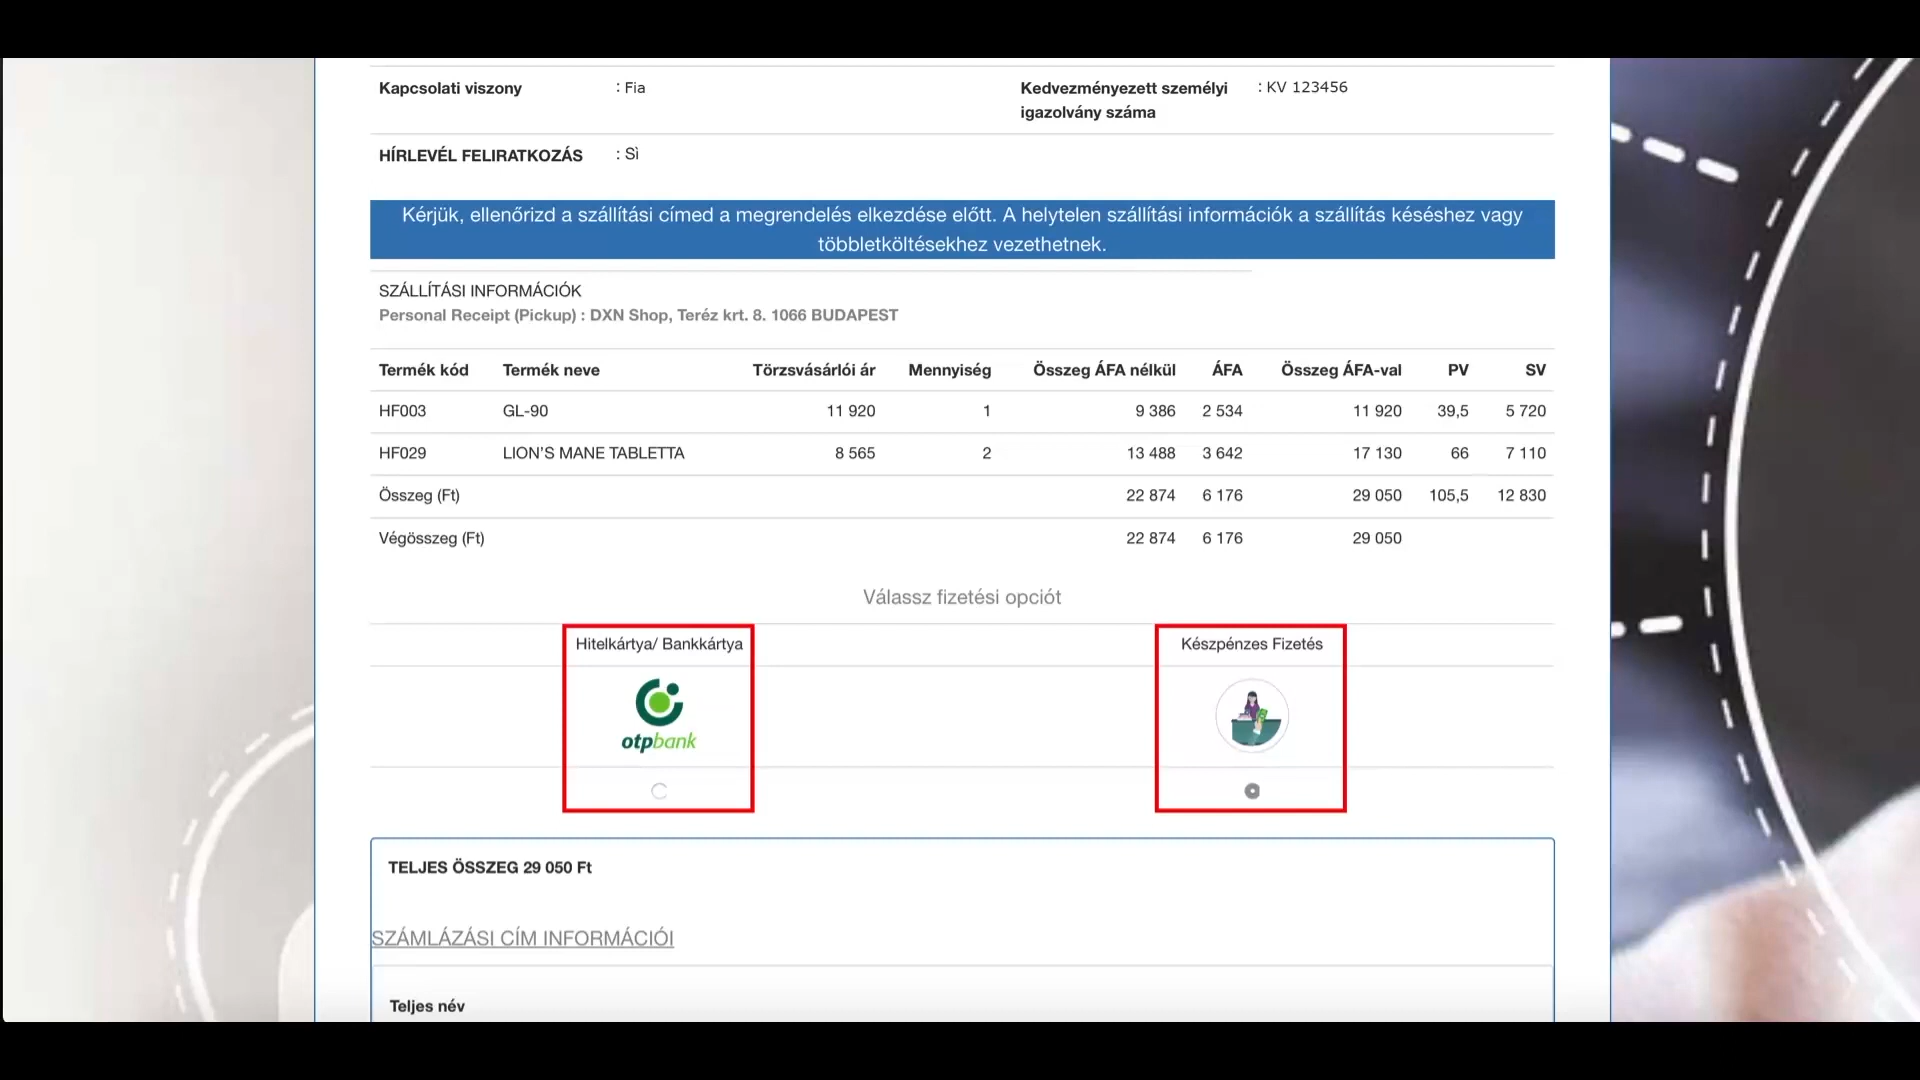 Kapcsolati viszony : Fia Kedvezményezett személyi igazolvány száma : KV 123456
HÍRLEVÉL FELIRATKOZÁS : Sì
Kérjük, ellenőrizd a szállítási címed a megrendelés elkezdése előtt. A helytelen szállítási információk a szállítás késéshez vagy
többletköltésekhez vezethetnek.
SZÁLLÍTÁSI INFORMÁCIÓK
Personal Receipt (Pickup) : DXN Shop, Teréz krt. 8. 1066 BUDAPEST
Termék kód Termék neve Törzsvásárlói ár Mennyiség Összeg ÁFA nélkül ÁFA Összeg ÁFA-val PV SV
HF003 GL-90 11 920 1 9 386 2 534 11 920 39,5 5 720
HF029 LION'S MANE TABLETTA 8 565 2 13 488 3 642 17 130 66 7 110
Összeg (Ft) 22 874 6 176 29 050 105,5 12 830
Végösszeg (Ft) 22 874 6 176 29 050
Válassz fizetési opciót
Hitelkártya/ Bankkártya Készpénzes Fizetés
otpbank
TELJES ÖSSZEG 29 050 Ft
SZÁMLÁZÁSI CÍM INFORMÁCIÓI
Teljes név